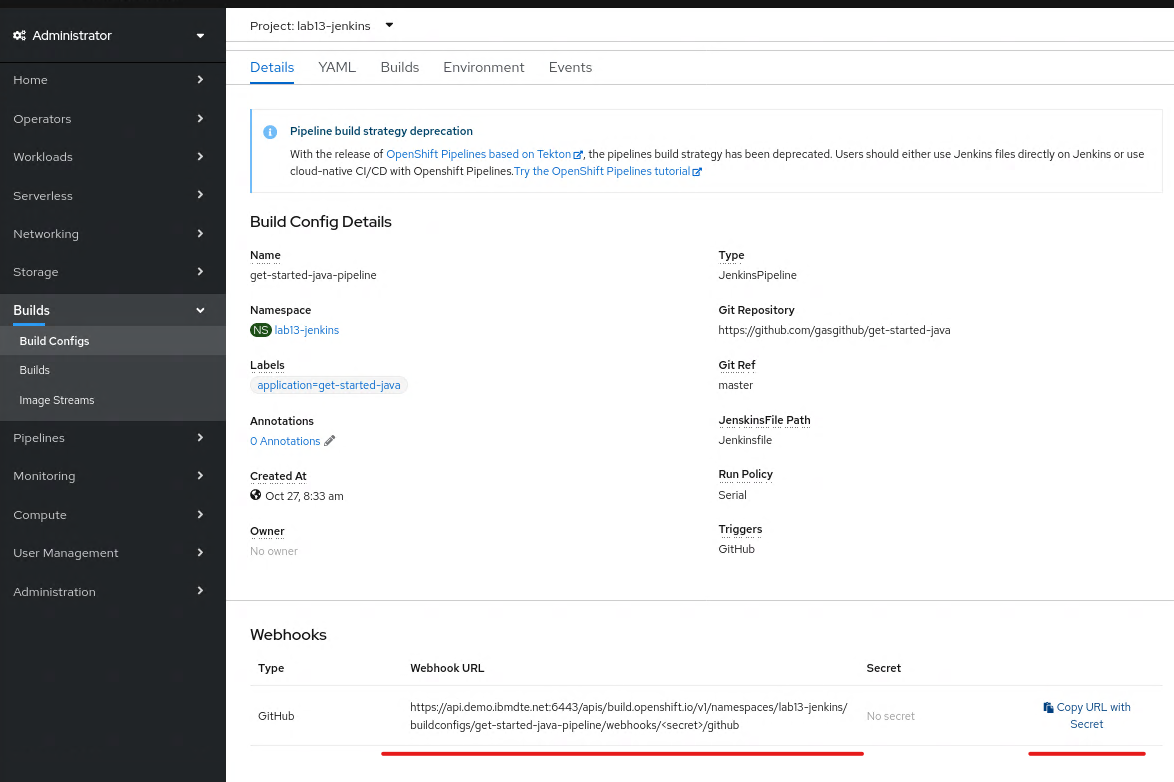 Administrator
Home
Operators
Workloads
Serverless
Networking
Storage
Builds
Build Configs
Builds
Image Streams
Pipelines
Monitoring
Compute
User Management
Administration
Project: lab13-jenkins
Details YAML Builds Environment Events
Pipeline build strategy deprecation
With the release of OpenShift Pipelines based on Tekton, the pipelines build strategy has been deprecated. Users should either use Jenkins files directly on Jenkins or use
cloud-native CI/CD with Openshift Pipelines.Try the OpenShift Pipelines tutorial
Build Config Details
Name
get-started-java-pipeline
Namespace
NS lab13-jenkins
Labels
application=get-started-java
Annotations
0 Annotations
Created At
Oct 27, 8:33 am
Owner
No owner
Type
JenkinsPipeline
Git Repository
https://github.com/gasgithub/get-started-java
Git Ref
master
JenskinsFile Path
Jenkinsfile
Run Policy
Serial
Triggers
GitHub
Webhooks
Type Webhook URL Secret
GitHub
https://api.demo.ibmdte.net:6443/apis/build.openshift.io/v1/namespaces/lab13-jenkins/
buildconfigs/get-started-java-pipeline/webhooks/<secret>/github
No secret
Copy URL with
Secret